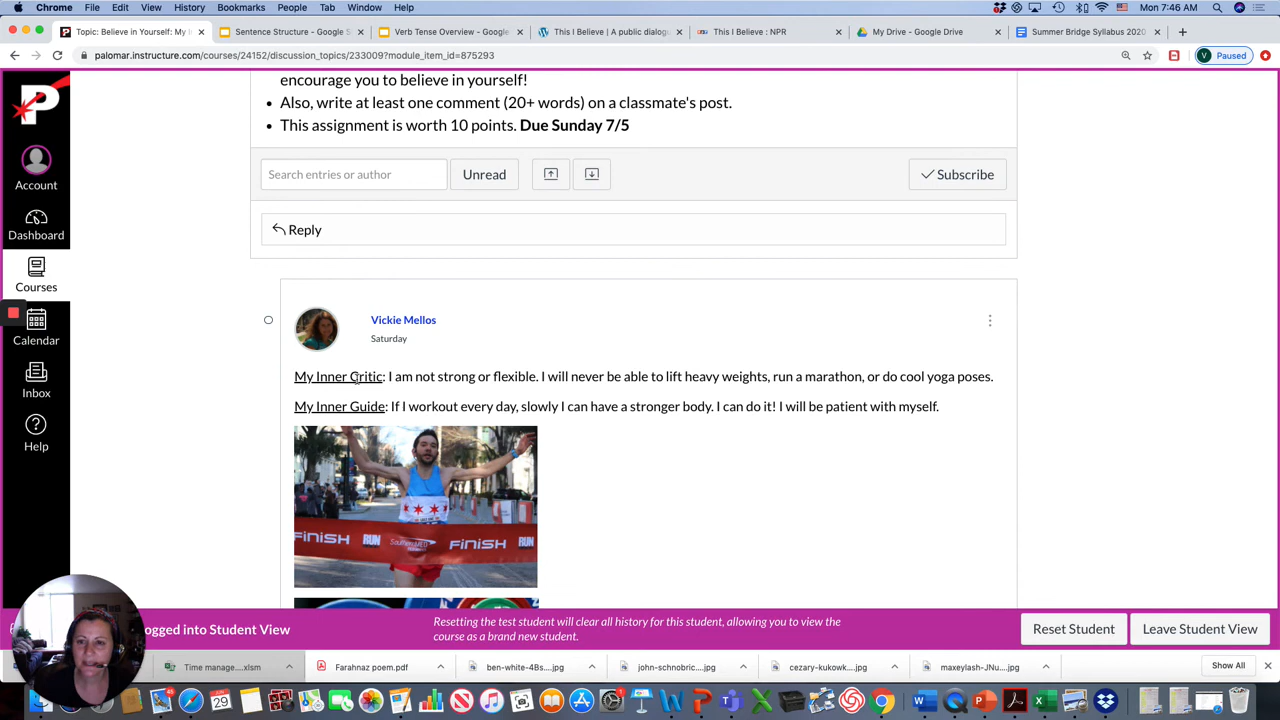 Chrome File Edit View History Bookmarks People Tab Window Help Mon 7:46 AM
Topic: Believe in Yourself: My I Sentence Structure - Google S Verb Tense Overview - Google This I Believe | A public dialogu This I Believe : NPR My Drive - Google Drive Summer Bridge Syllabus 2020
palomar.instructure.com/courses/24152/discussion_topics/233009?module_item_id=875293 V Paused
encourage you to believe in yourself!
• Also, write at least one comment (20+ words) on a classmate's post.
• This assignment is worth 10 points. Due Sunday 7/5
Search entries or author Unread Subscribe
Reply
P
Account
Dashboard
Courses
Calendar
Inbox
Help
Vickie Mellos
Saturday
My Inner Critic: I am not strong or flexible. I will never be able to lift heavy weights, run a marathon, or do cool yoga poses.
My Inner Guide: If I workout every day, slowly I can have a stronger body. I can do it! I will be patient with myself.
FINISH RUN FINISH RUN
ogged into Student View
Resetting the test student will clear all history for this student, allowing you to view the
course as a brand new student.
Reset Student Leave Student View
Time manage....xlsm Farahnaz poem.pdf ben-white-4Bs....jpg john-schnobric....jpg cezary-kukowk....jpg maxeylash-JNu....jpg Show All